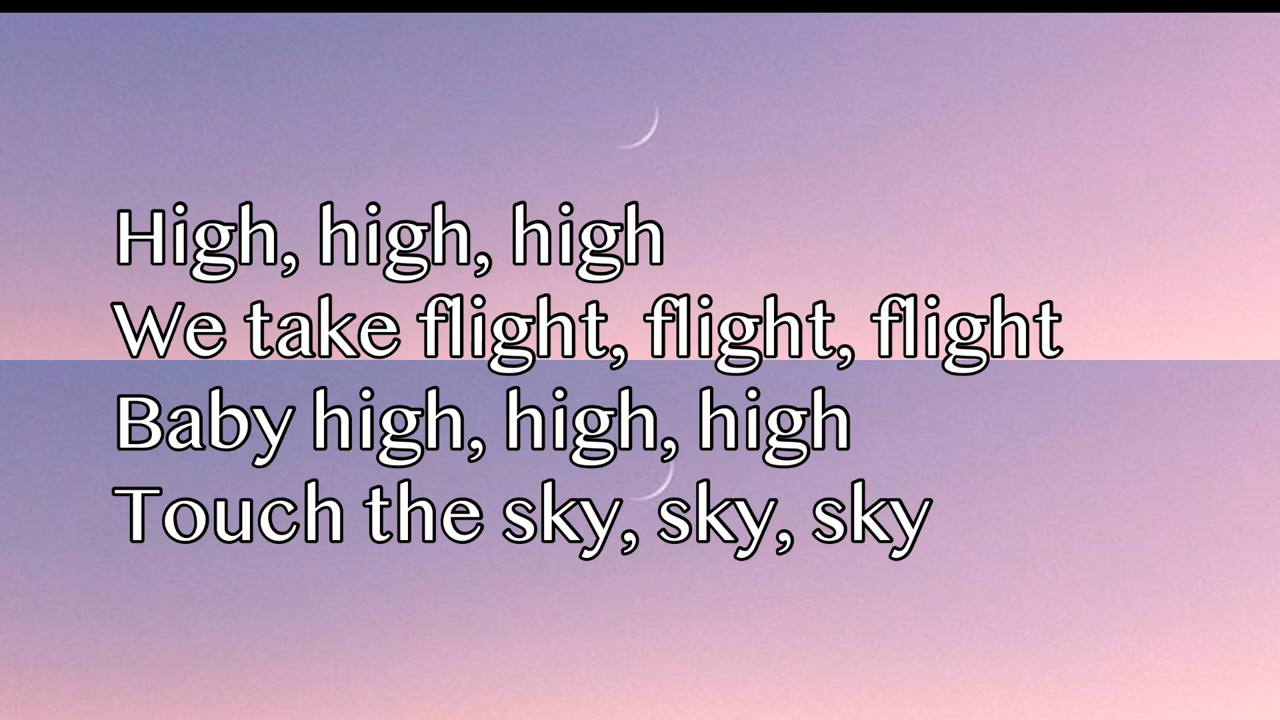 High, high, high
We take flight, flight, flight
Baby high, high, high
Touch the sky, sky, sky